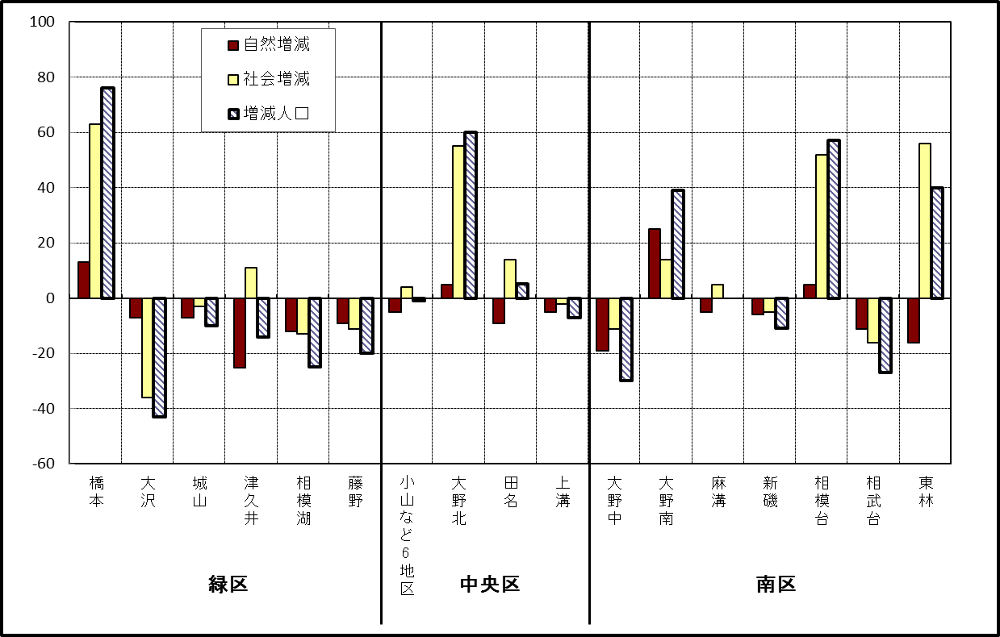 100
80
60
40
20
0
-20
-40
-60
自然増減
社会増減
増減人口
橋本
大沢
城山
津久井
相模湖
藤野
小山など6地区
大野北
田名
上溝
大野中
大野南
麻溝
新磯
相模台
相武台
東林
緑区
中央区
南区